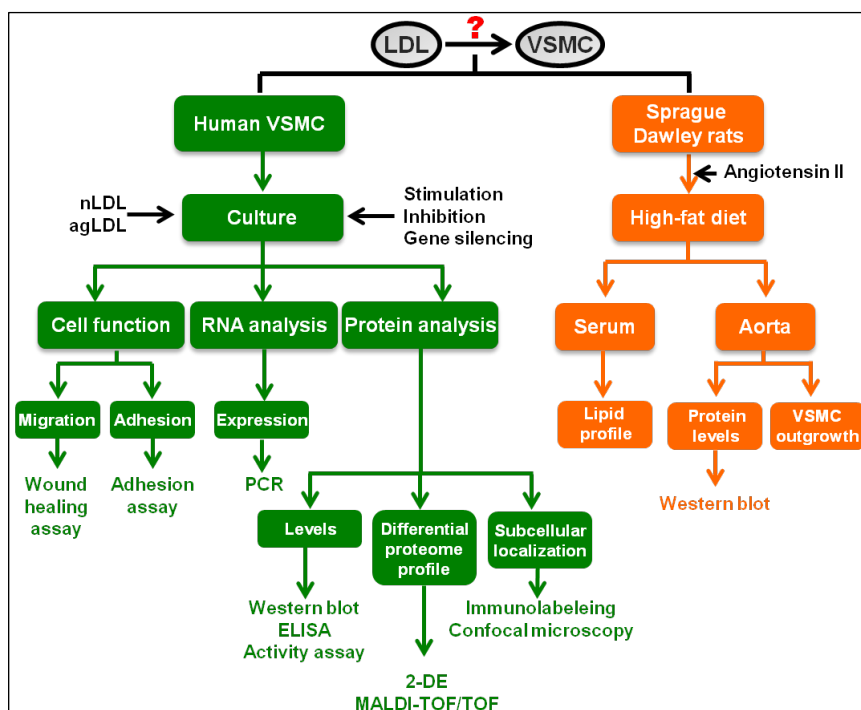 ?
LDL
VSMC
Human VSMC
Sprague
Dawley rats
Angiotensin II
nLDL
agLDL
Culture
Stimulation
Inhibition
Gene silencing
High-fat diet
Cell function
RNA analysis
Protein analysis
Serum
Aorta
Migration
Adhesion
Expression
Lipid
profile
Protein
levels
VSMC
outgrowth
Wound
healing
assay
Adhesion
assay
PCR
Western blot
Levels
Differential
proteome
profile
Subcellular
localization
Western blot
ELISA
Activity assay
Immunolabeleing
Confocal microscopy
2-DE
MALDI-TOF/TOF